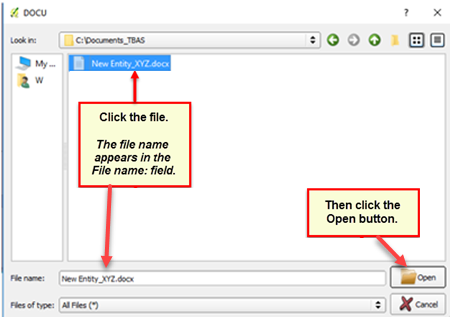 DOCU
?
Look in:
C:\Documents_TBAS
My ...
W
New Entity_XYZ.docx
Click the file.
The file name
appears in the
File name: field.
Then click the
Open button.
File name:
New Entity_XYZ.docx
Open
Files of type:
All Files (*)
Cancel